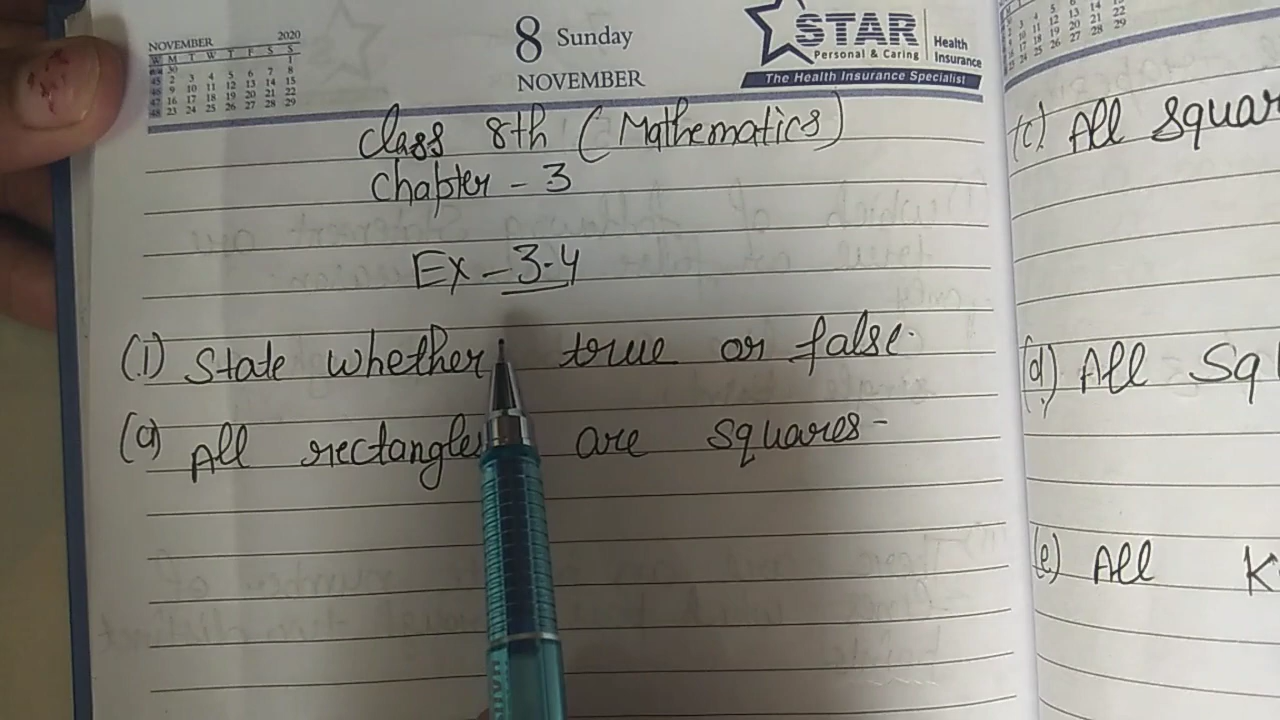 NOVEMBER 2020
8 Sunday
NOVEMBER
STAR
Personal & Caring
Health
Insurance
The Health Insurance Specialist
Class 8th (Mathematics)
Chapter - 3
Ex - 3.4
(1) State whether true or false.
(a) All rectangles are squares -
(c) All squar
(d) All Sq
(e) All K